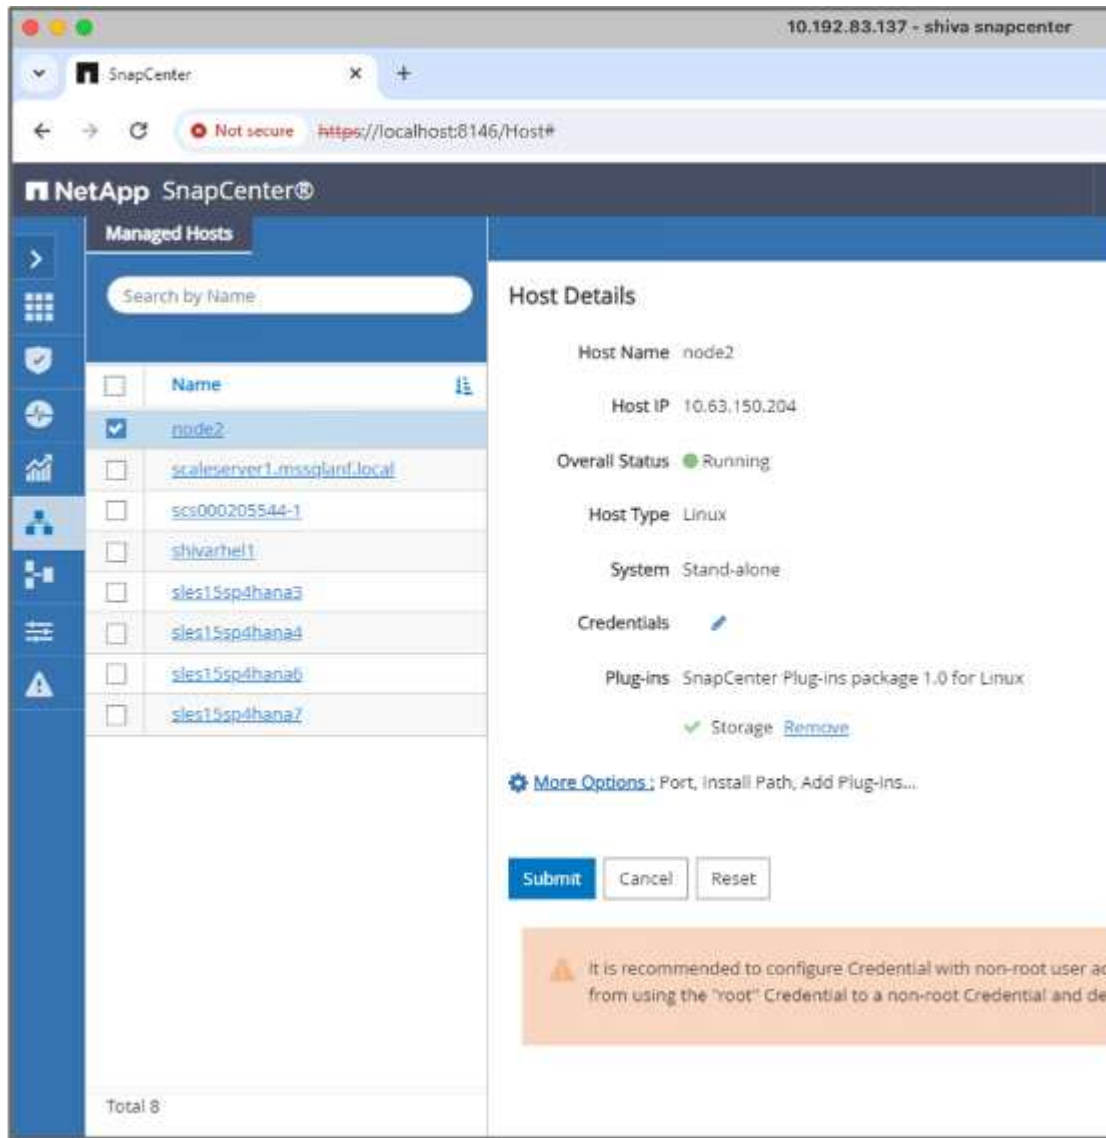 10.192.83.137 - shiva snapcenter
SnapCenter
Not secure https://localhost:8146/Host#
NetApp SnapCenter®
Managed Hosts
Search by Name
Name
node2
scaleserver1.mssqlanf.local
scs000205544-1
shivarhel1
sles15sp4hana3
sles15sp4hana4
sles15sp4hana6
sles15sp4hana7
Total 8
Host Details
Host Name node2
Host IP 10.63.150.204
Overall Status Running
Host Type Linux
System Stand-alone
Credentials
Plug-ins SnapCenter Plug-ins package 1.0 for Linux
Storage Remove
More Options : Port, Install Path, Add Plug-Ins...
Submit Cancel Reset
It is recommended to configure Credential with non-root user ac
from using the "root" Credential to a non-root Credential and de